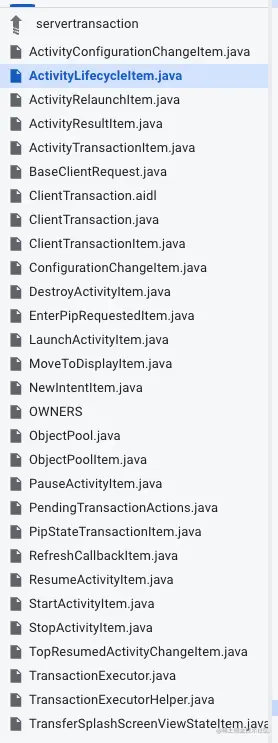 servertransaction
ActivityConfigurationChangeItem.java
ActivityLifecycleItem.java
ActivityRelaunchItem.java
ActivityResultItem.java
ActivityTransactionItem.java
BaseClientRequest.java
ClientTransaction.aidl
ClientTransaction.java
ClientTransactionItem.java
ConfigurationChangeItem.java
DestroyActivityItem.java
EnterPipRequestedItem.java
LaunchActivityItem.java
MoveToDisplayItem.java
NewIntentItem.java
OWNERS
ObjectPool.java
ObjectPoolItem.java
PauseActivityItem.java
PendingTransactionActions.java
PipStateTransactionItem.java
RefreshCallbackItem.java
ResumeActivityItem.java
StartActivityItem.java
StopActivityItem.java
TopResumedActivityChangeItem.java
TransactionExecutor.java
TransactionExecutorHelper.java
TransferSplashScreenViewStateItem.java